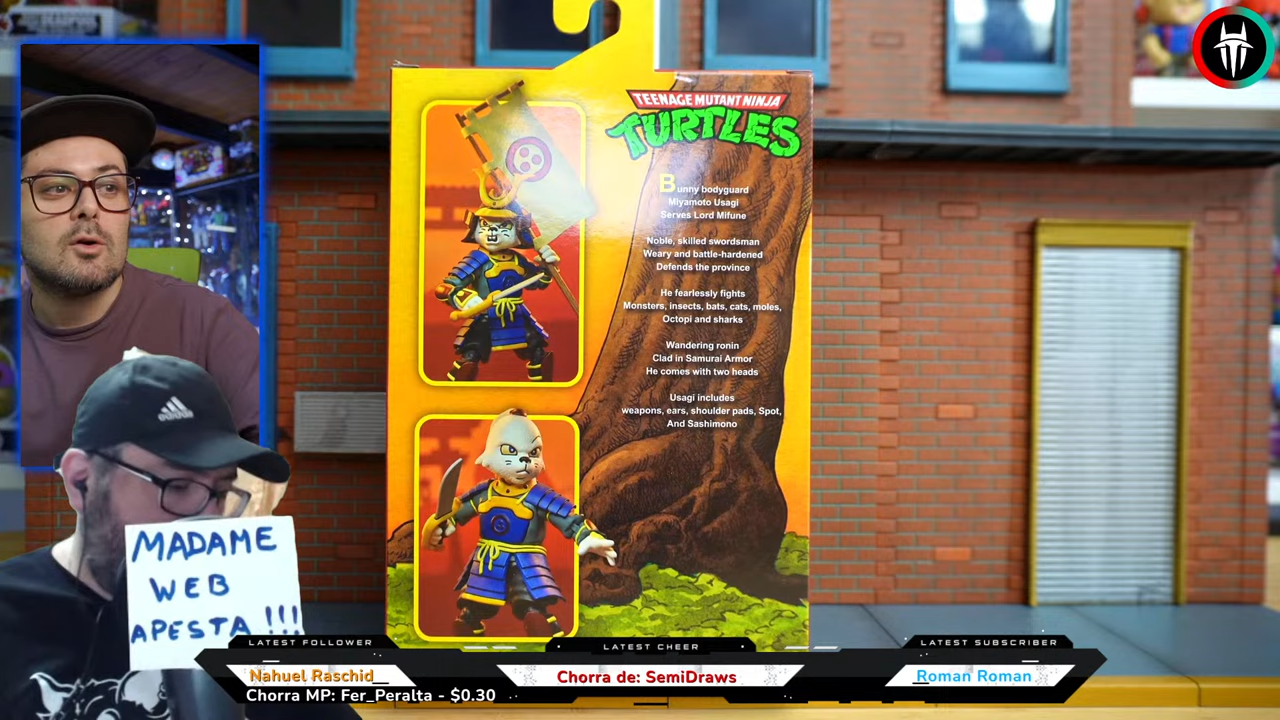 TEENAGE MUTANT NINJA
TURTLES
Bunny bodyguard
Miyamoto Usagi
Serves Lord Mifune
Noble, skilled swordsman
Weary and battle-hardened
Defends the province
He fearlessly fights
Monsters, insects, bats, cats, moles,
Octopi and sharks
Wandering ronin
Clad in Samurai Armor
He comes with two heads
Usagi includes
weapons, ears, shoulder pads, Spot,
And Sashimono
adidas
MADAME
WEB
APESTA!!!
LATEST FOLLOWER
Nahuel Raschid
LATEST CHEER
Chorra de: SemiDraws
LATEST SUBSCRIBER
Roman Roman
Chorra MP: Fer_Peralta - $0.30